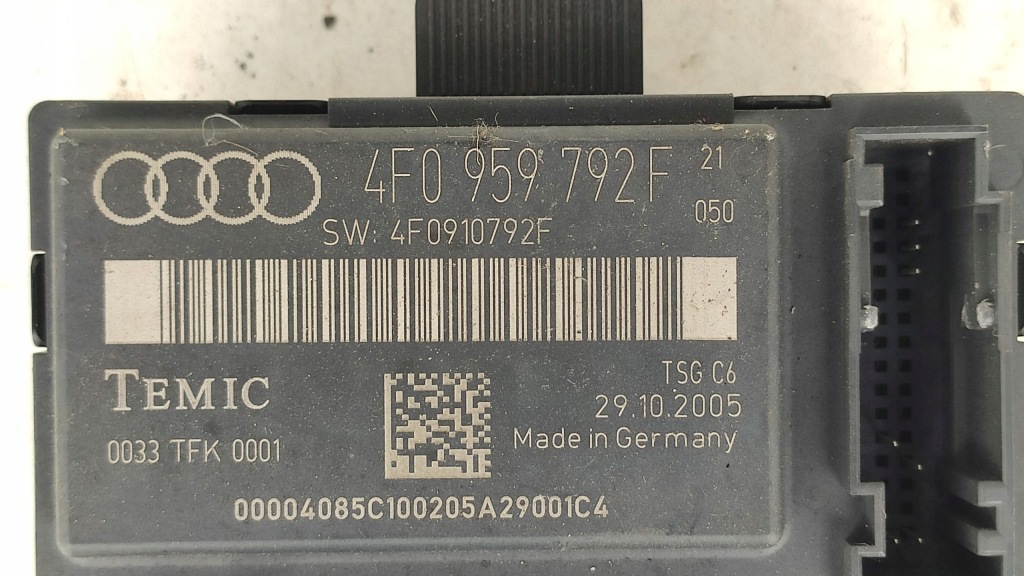 4F0 959 792F 21
050
SW: 4F0910792F
TEMIC
TSG C6
29.10.2005
0033 TFK 0001
Made in Germany
00004085C100205A29001C4